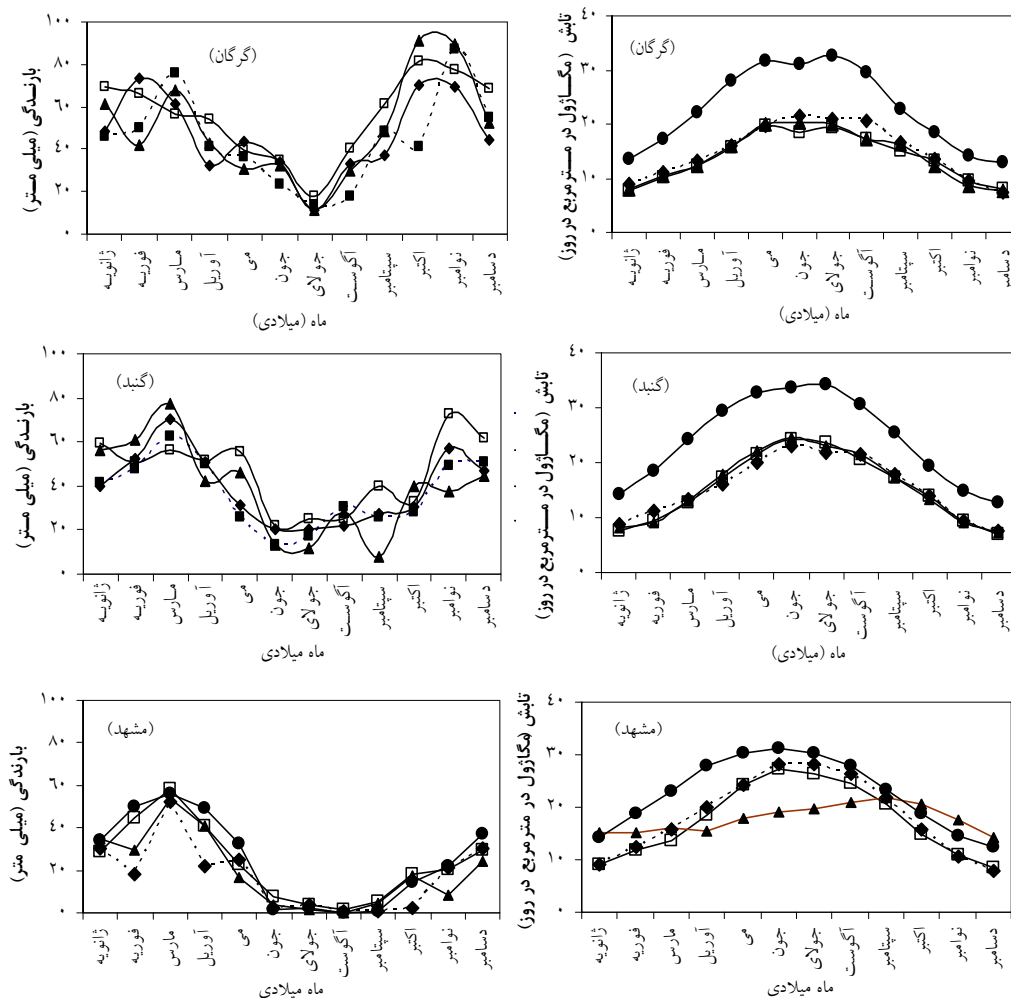 تابش (مگاژول در مترمربع در روز)
۴۰
۳۰
۲۰
۱۰
۰
(گرگان)
ژانویه
فوریه
مارس
آوریل
می
جون
جولای
آگوست
سپتامبر
اکتبر
نوامبر
دسامبر
ماه (میلادی)
بارندگی (میلی متر)
۱۰۰
۸۰
۶۰
۴۰
۲۰
۰
(گرگان)
ژانویه
فوریه
مارس
آوریل
می
جون
جولای
آگوست
سپتامبر
اکتبر
نوامبر
دسامبر
ماه (میلادی)
تابش (مگاژول در مترمربع در روز)
۴۰
۳۰
۲۰
۱۰
۰
(گنبد)
ژانویه
فوریه
مارس
آوریل
می
جون
جولای
آگوست
سپتامبر
اکتبر
نوامبر
دسامبر
ماه (میلادی)
بارندگی (میلی متر)
۱۰۰
۸۰
۶۰
۴۰
۲۰
۰
(گنبد)
ژانویه
فوریه
مارس
آوریل
می
جون
جولای
آگوست
سپتامبر
اکتبر
نوامبر
دسامبر
ماه میلادی
تابش (مگاژول در مترمربع در روز)
۴۰
۳۰
۲۰
۱۰
۰
(مشهد)
ژانویه
فوریه
مارس
آوریل
می
جون
جولای
آگوست
سپتامبر
اکتبر
نوامبر
دسامبر
ماه میلادی
بارندگی (میلی متر)
۱۰۰
۸۰
۶۰
۴۰
۲۰
۰
(مشهد)
ژانویه
فوریه
مارس
آوریل
می
جون
جولای
آگوست
سپتامبر
اکتبر
نوامبر
دسامبر
ماه میلادی